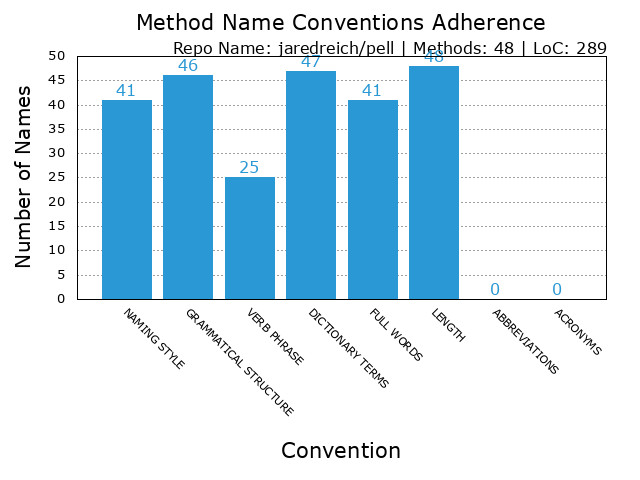 Method Name Conventions Adherence
Repo Name: jaredreich/pell | Methods: 48 | LoC: 289
Number of Names
50
45
40
35
30
25
20
15
10
5
0
41
46
25
47
41
48
0
0
NAMING STYLE
GRAMMATICAL STRUCTURE
VERB PHRASE
DICTIONARY TERMS
FULL WORDS
LENGTH
ABBREVIATIONS
ACRONYMS
Convention